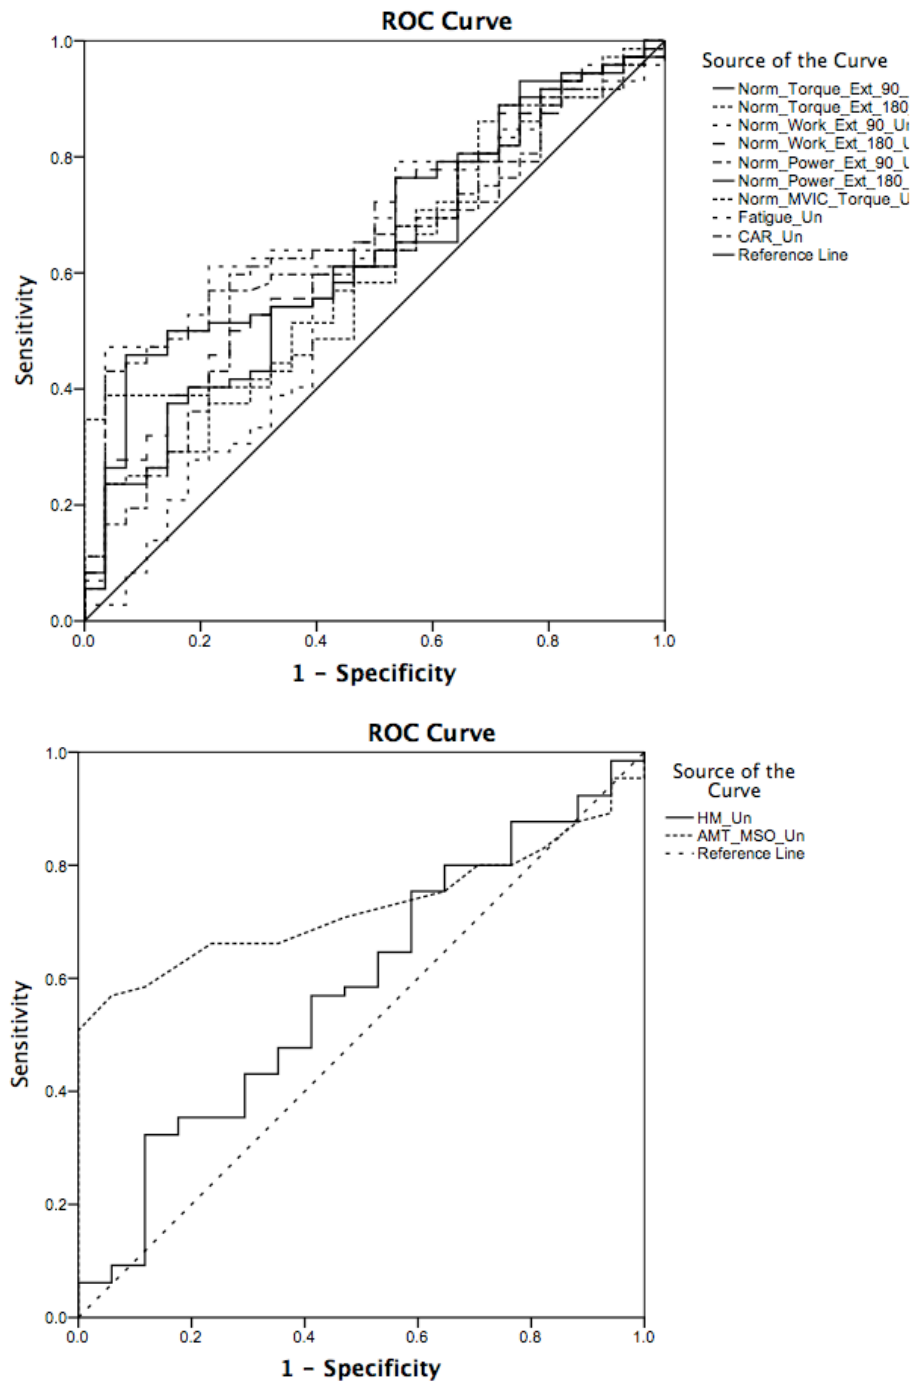 ROC Curve
Source of the Curve
Norm_Torque_Ext_90_
Norm_Torque_Ext_180
Norm_Work_Ext_90_Un
Norm_Work_Ext_180_U
Norm_Power_Ext_90_U
Norm_Power_Ext_180_
Norm_MVIC_Torque_U
Fatigue_Un
CAR_Un
Reference Line
Sensitivity
1.0
0.8
0.6
0.4
0.2
0.0
0.0 0.2 0.4 0.6 0.8 1.0
1 - Specificity
ROC Curve
Source of the
Curve
HM_Un
AMT_MSO_Un
Reference Line
Sensitivity
1.0
0.8
0.6
0.4
0.2
0.0
0.0 0.2 0.4 0.6 0.8 1.0
1 - Specificity